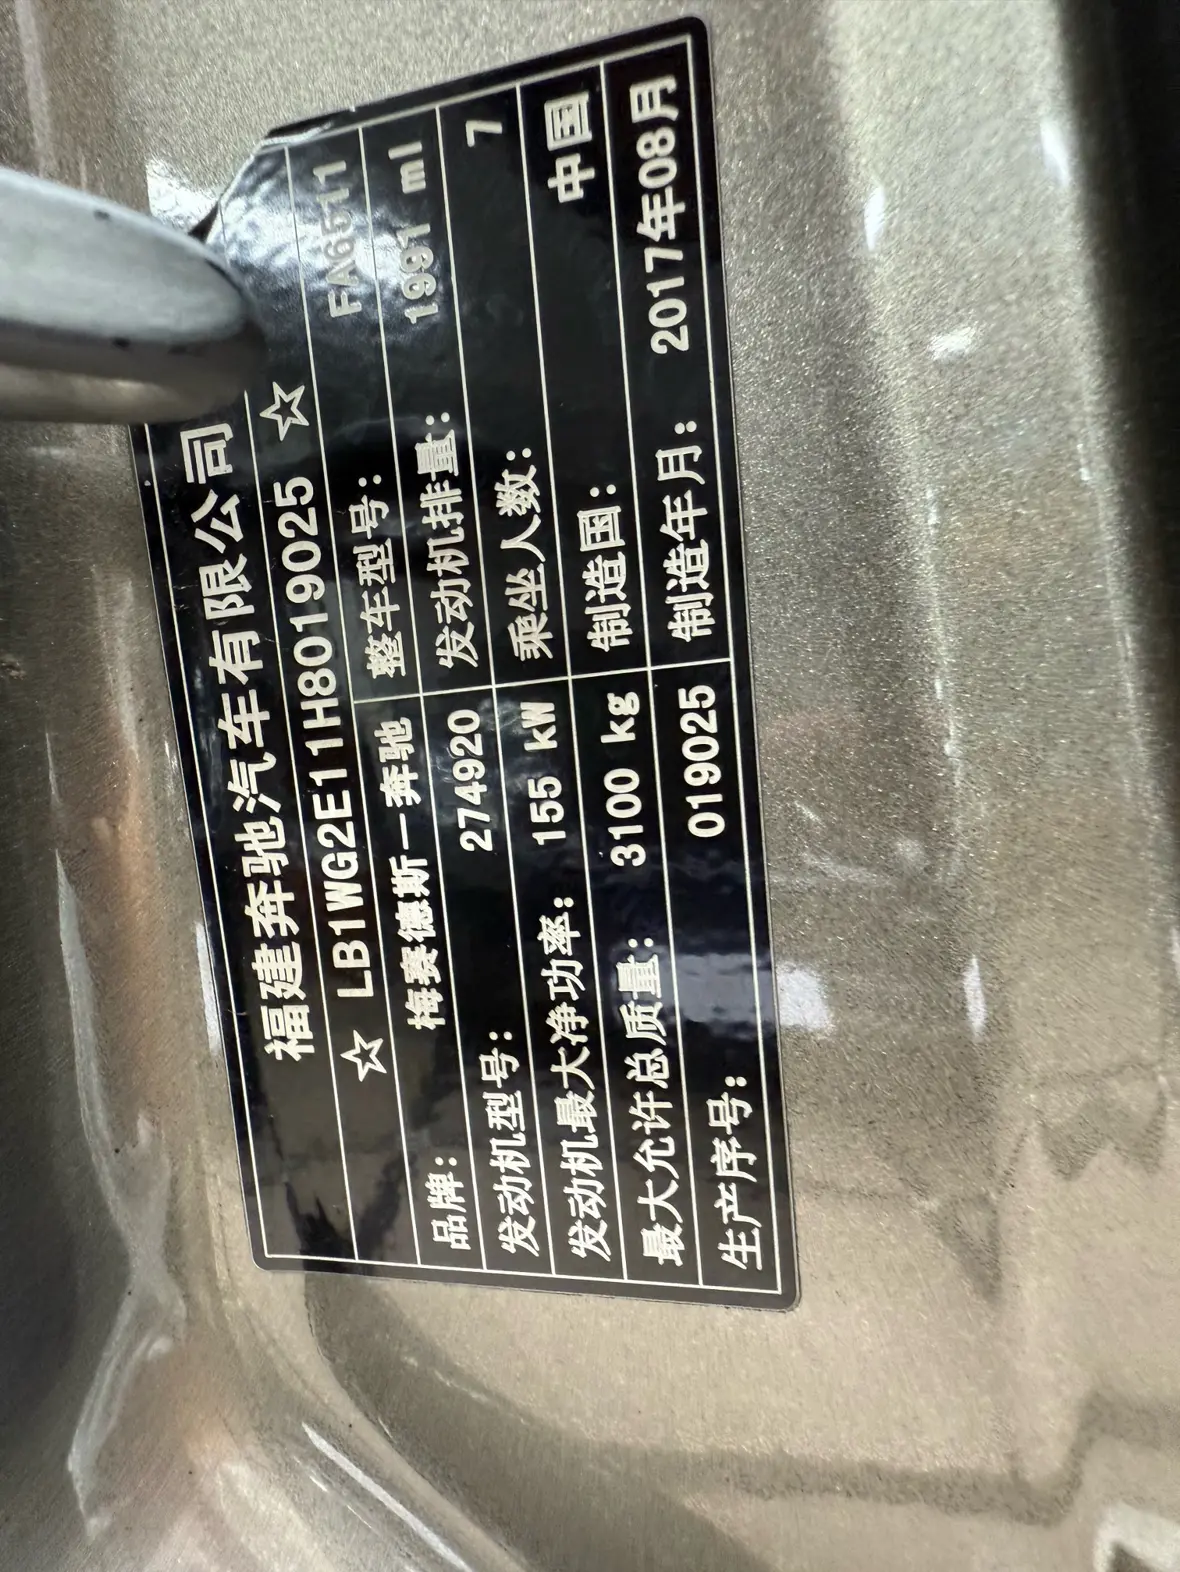 福建奔驰汽车有限公司
☆ LB1WG2E11H8019025 ☆
品牌: 梅赛德斯一奔驰 整车型号: FA6511
发动机型号: 274920 发动机排量: 1991 ml
发动机最大净功率: 155 kW 乘坐人数: 7
最大允许总质量: 3100 kg 制造国: 中国
生产序号: 019025 制造年月: 2017年08月